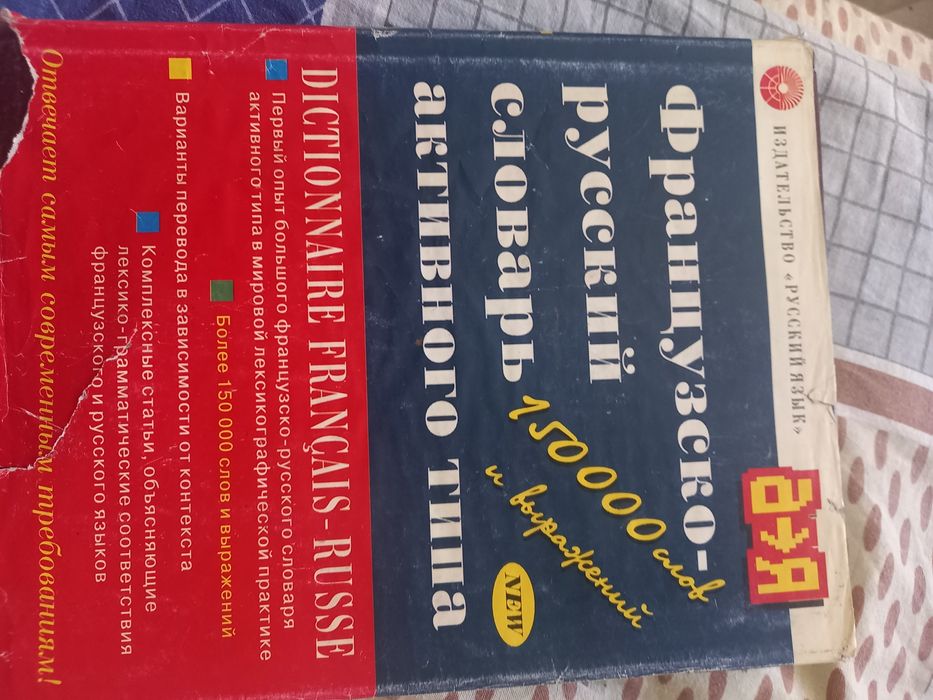 ИЗДАТЕЛЬСТВО «РУССКИЙ ЯЗЫК»
а→Я
Французско-
русский
словарь
активного типа
150000 слов
и выражений
NEW
DICTIONNAIRE FRANÇAIS-RUSSE
Первый опыт большого французско-русского словаря
активного типа в мировой лексикографической практике
Более 150 000 слов и выражений
Варианты перевода в зависимости от контекста
Комплексные статьи, объясняющие
лексико-грамматические соответствия
французского и русского языков
Отвечает самым современным требованиям!